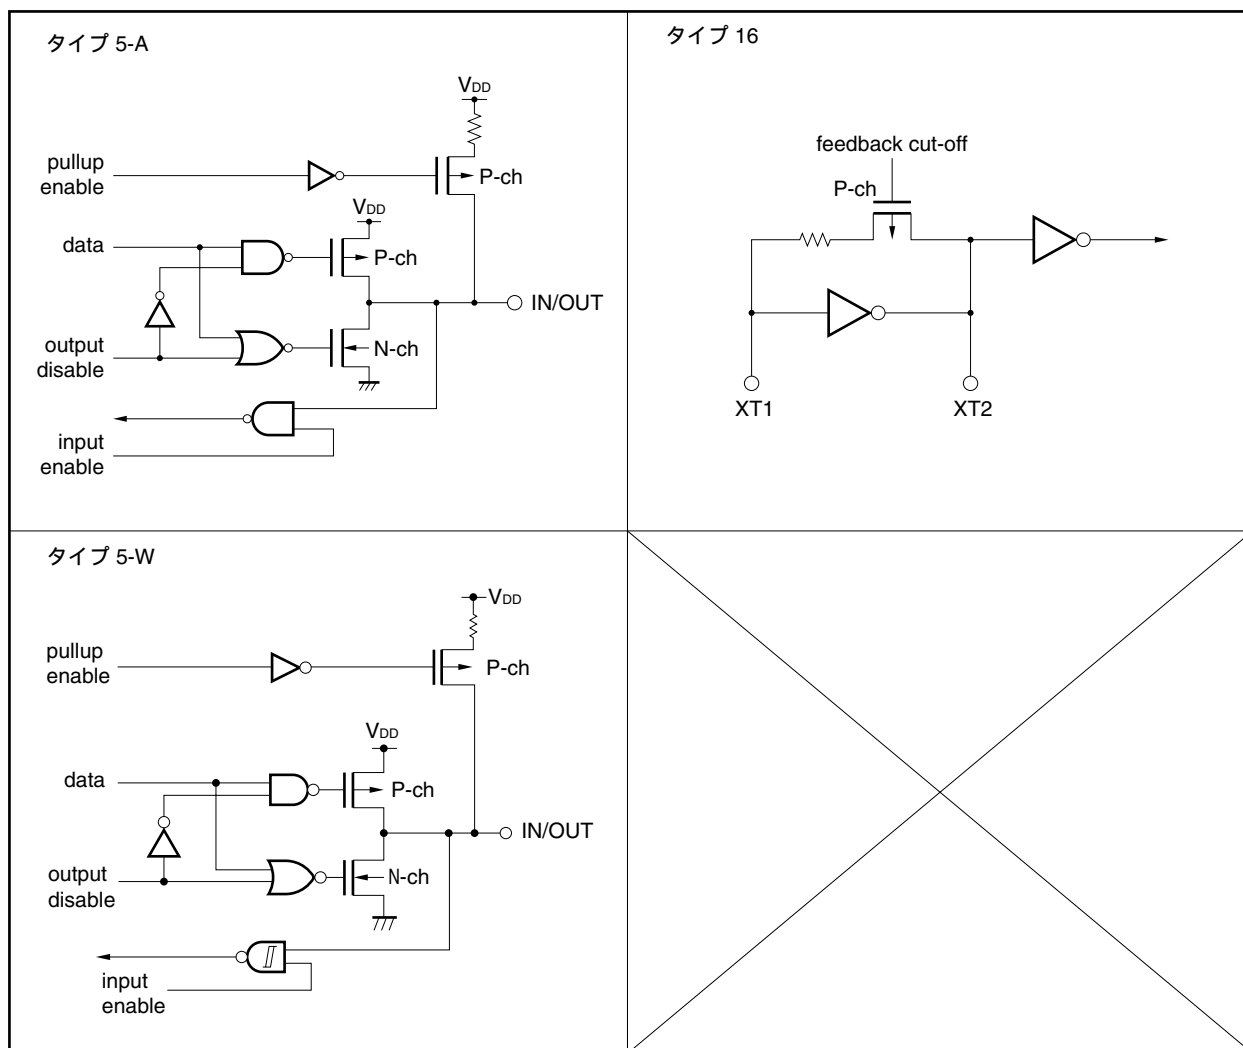 タイプ 5-A
VDD
pullup
enable
P-ch
VDD
data
P-ch
IN/OUT
output
disable
N-ch
input
enable
タイプ 16
feedback cut-off
P-ch
XT1
XT2
タイプ 5-W
VDD
pullup
enable
P-ch
VDD
data
P-ch
IN/OUT
output
disable
N-ch
input
enable